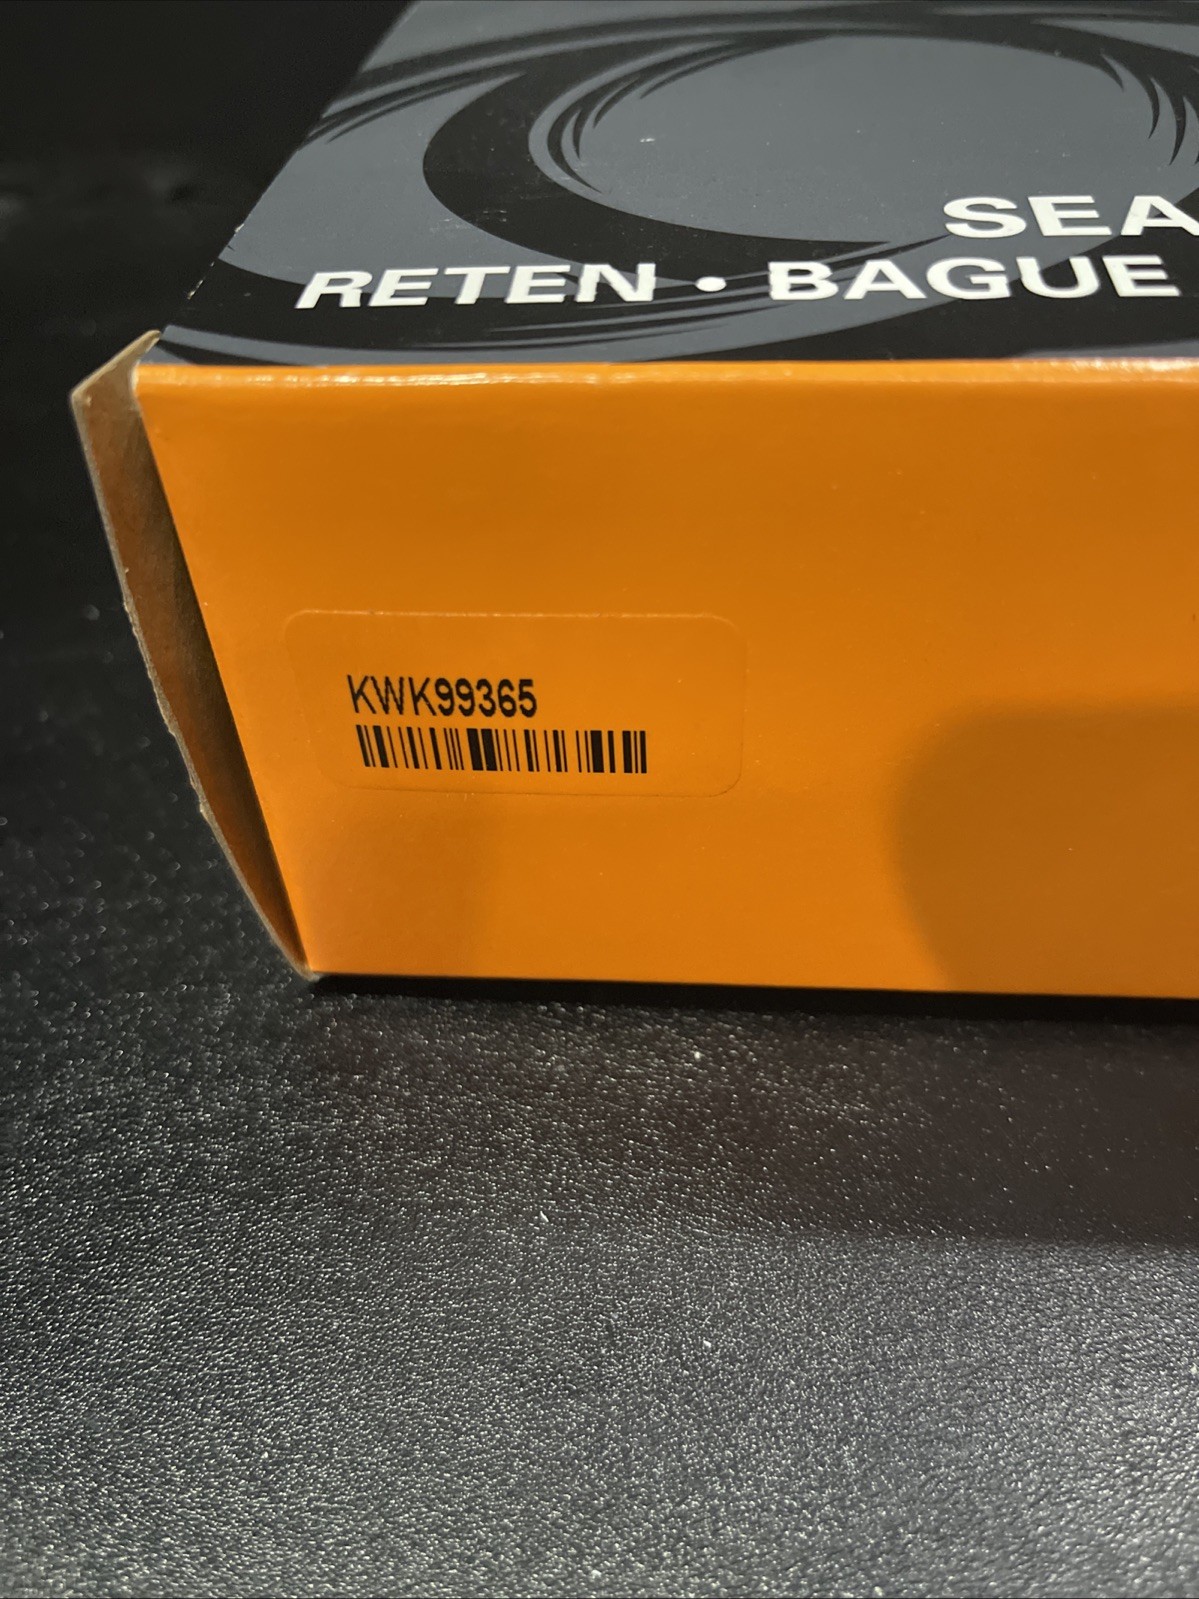 SEA
RETEN • BAGUE
KWK99365